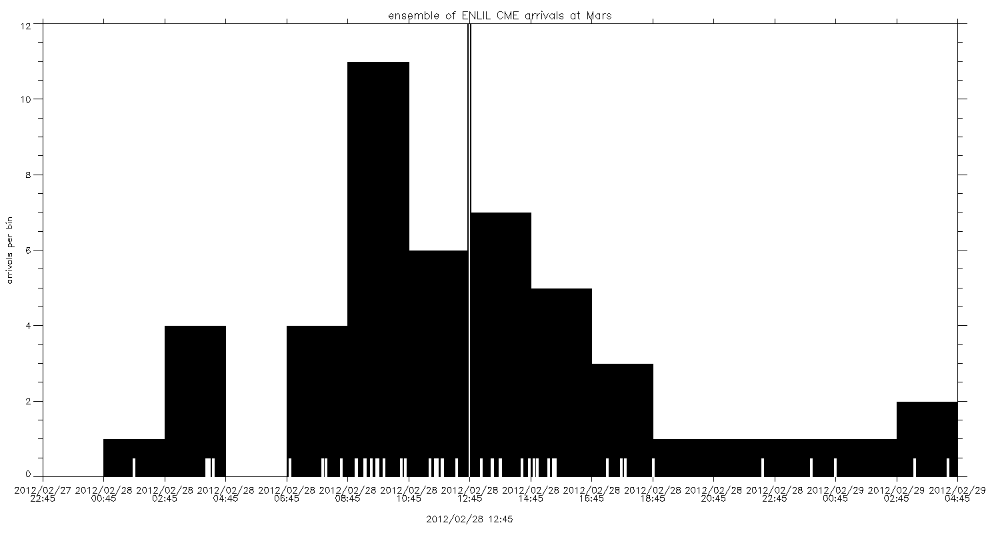 ensemble of ENLIL CME arrivals at Mars
12
10
8
6
4
2
0
arrivals per bin
2012/02/27 2012/02/28 2012/02/28 2012/02/28 2012/02/28 2012/02/28 2012/02/28 2012/02/28 2012/02/28 2012/02/28 2012/02/28 2012/02/28 2012/02/28 2012/02/29 2012/02/29 2012/02/29
22:45 00:45 02:45 04:45 06:45 08:45 10:45 12:45 14:45 16:45 18:45 20:45 22:45 00:45 02:45 04:45
2012/02/28 12:45